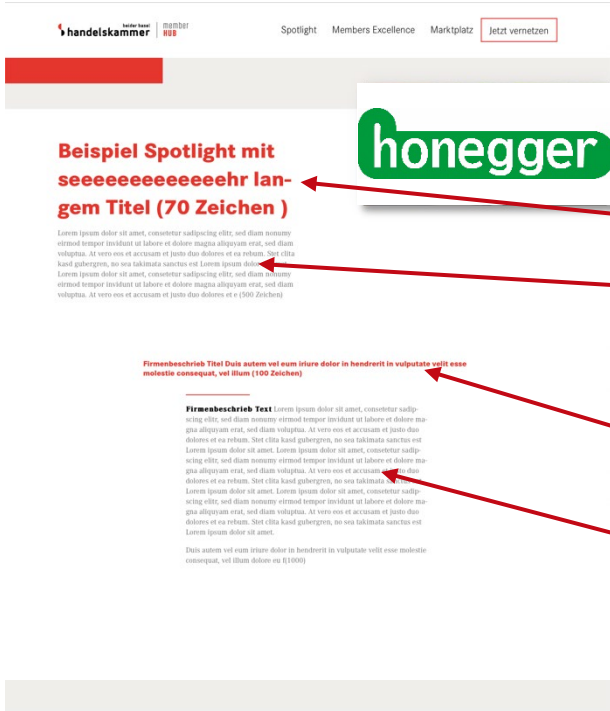 beider basel
handelskammer
member
HUB
Spotlight
Members Excellence
Marktplatz
Jetzt vernetzen
honegger
Beispiel Spotlight mit
seeeeeeeeeeeeehr lan-
gem Titel (70 Zeichen )
Lorem ipsum dolor sit amet, consetetur sadipscing elitr, sed diam nonumy
eirmod tempor invidunt ut labore et dolore magna aliquyam erat, sed diam
voluptua. At vero eos et accusam et justo duo dolores et ea rebum. Stet clita
kasd gubergren, no sea takimata sanctus est Lorem ipsum dolor
Lorem ipsum dolor sit amet, consetetur sadipscing elitr, sed diam nonumy
eirmod tempor invidunt ut labore et dolore magna aliquyam erat, sed diam
voluptua. At vero eos et accusam et justo duo dolores et e (500 Zeichen)
Firmenbeschrieb Titel Duis autem vel eum iriure dolor in hendrerit in vulputate velit esse
molestie consequat, vel illum (100 Zeichen)
Firmenbeschrieb Text Lorem ipsum dolor sit amet, consetetur sadip-
scing elitr, sed diam nonumy eirmod tempor invidunt ut labore et dolore ma-
gna aliquyam erat, sed diam voluptua. At vero eos et accusam et justo duo
dolores et ea rebum. Stet clita kasd gubergren, no sea takimata sanctus est
Lorem ipsum dolor sit amet. Lorem ipsum dolor sit amet, consetetur sadip-
scing elitr, sed diam nonumy eirmod tempor invidunt ut labore et dolore ma-
gna aliquyam erat, sed diam voluptua. At vero eos et accusam et justo duo
dolores et ea rebum. Stet clita kasd gubergren, no sea takimata sanctus est
Lorem ipsum dolor sit amet. Lorem ipsum dolor sit amet, consetetur sadip-
scing elitr, sed diam nonumy eirmod tempor invidunt ut labore et dolore ma-
gna aliquyam erat, sed diam voluptua. At vero eos et accusam et justo duo
dolores et ea rebum. Stet clita kasd gubergren, no sea takimata sanctus est
Lorem ipsum dolor sit amet.
Duis autem vel eum iriure dolor in hendrerit in vulputate velit esse molestie
consequat, vel illum dolore eu f(1000)